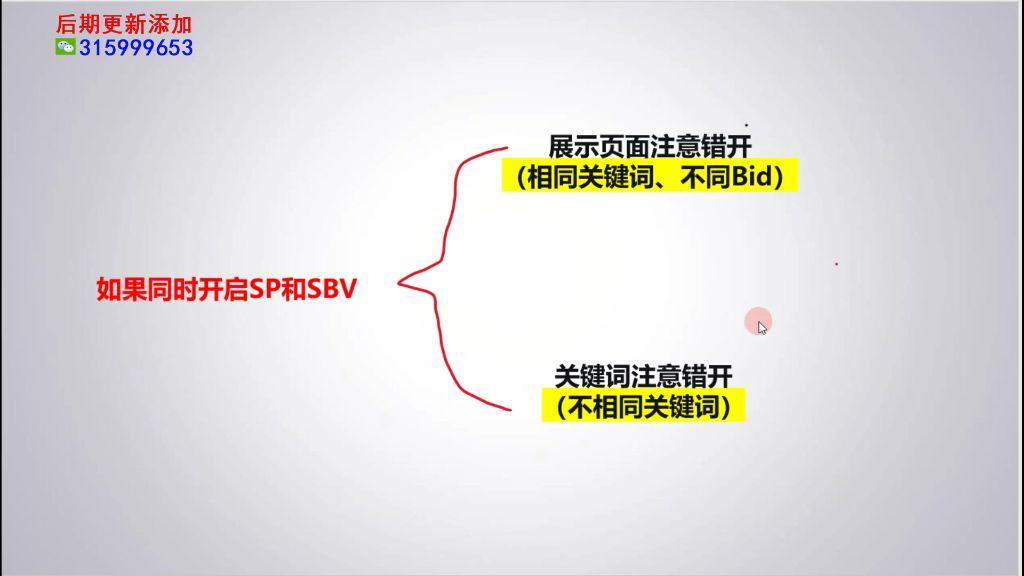 后期更新添加
315999653
展示页面注意错开
（相同关键词、不同Bid）
如果同时开启SP和SBV
关键词注意错开
（不相同关键词）